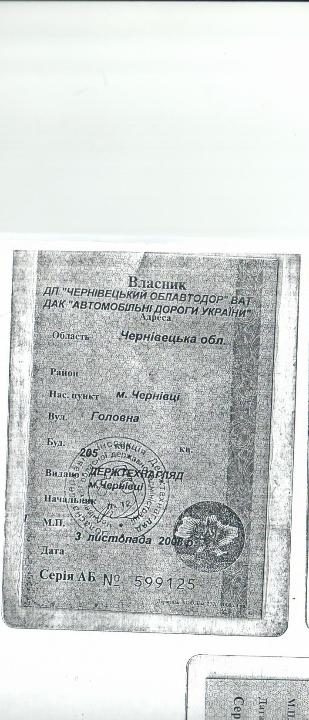 Власник
ДП "ЧЕРНІВЕЦЬКИЙ ОБЛАВТОДОР" ВАТ
ДАК "АВТОМОБІЛЬНІ ДОРОГИ УКРАЇНИ"
Адреса
Область Чернівецька обл.
Район
Нас. пункт м. Чернівці
Вул. Головна
Буд. 205 кв.
Видано ДЕРЖТЕХНАГЛЯД
м.Чернівці
Начальник
М.П.
3 листопада
Дата
Серія АБ № 599125